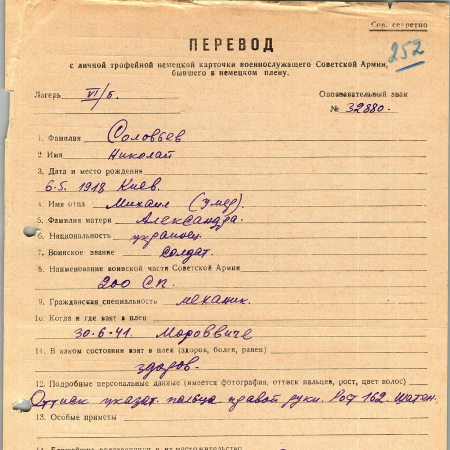 Сов. секретно
252
ПЕРЕВОД
с личной трофейной немецкой карточки военнослужащего Советской Армии,
бывшего в немецком плену.
Лагерь VI/б. Опознавательный знак
№ 32880.
1. Фамилия Соловьев
2. Имя Николай
3. Дата и место рождения
6.5. 1918 Киев.
4. Имя отца Михаил (умер).
5. Фамилия матери Александра.
6. Национальность украинец.
7. Воинское звание солдат.
8. Наименование воинской части Советской Армии
200 СП.
9. Гражданская специальность механик.
10. Когда и где взят в плен
30.6.41. Мороввиче
11. В каком состоянии взят в плен (здоров, болен, ранен)
здоров.
12. Подробные персональные данные (имеется фотография, оттиск пальцев, рост, цвет волос)
Оттиск указат. пальца правой руки. Рост 162. Шатен.
13. Особые приметы